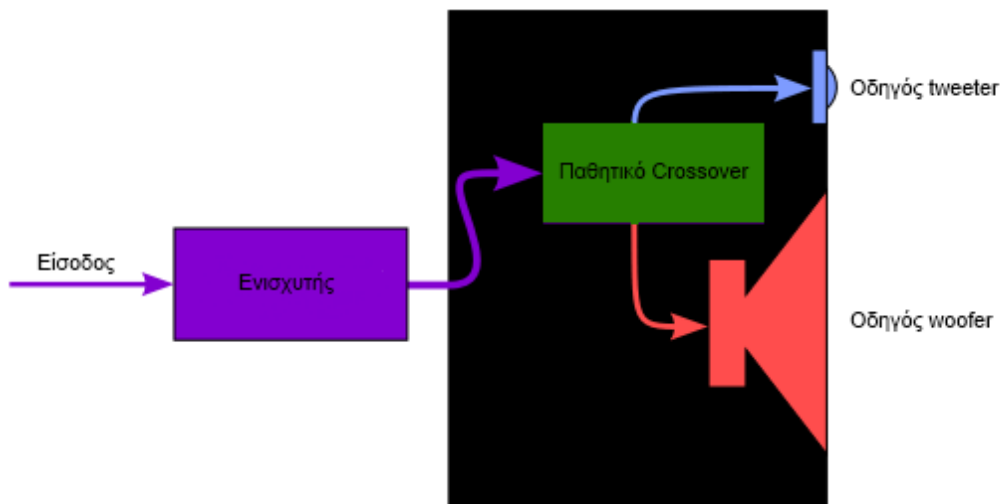 Οδηγός tweeter
Παθητικό Crossover
Είσοδος
Ενισχυτής
Οδηγός woofer